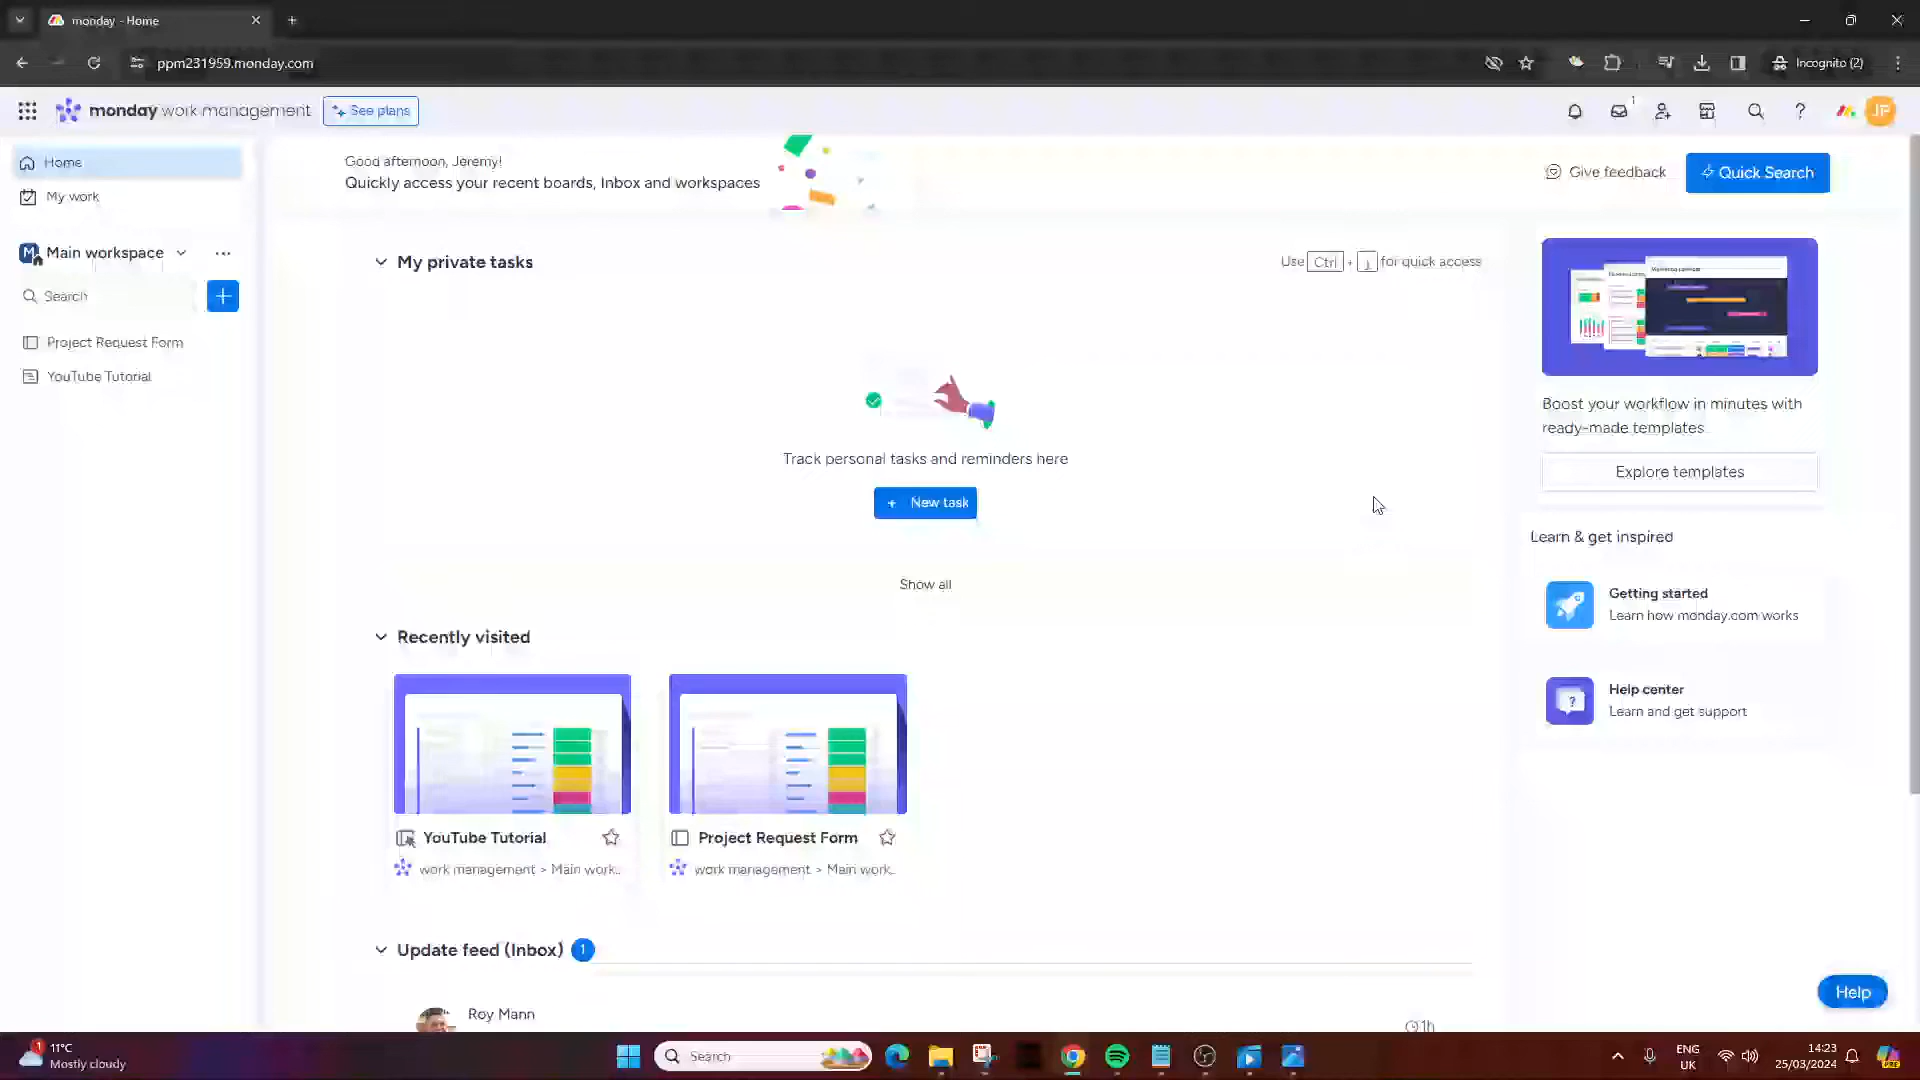 monday - Home
ppm231959.monday.com
Incognito (2)
monday work management
See plans
1
JP
Home
My work
M
Main workspace
Search
Project Request Form
YouTube Tutorial
Good afternoon, Jeremy!
Quickly access your recent boards, Inbox and workspaces
Give feedback
Quick Search
My private tasks
Use Ctrl + j for quick access
Track personal tasks and reminders here
+ New task
Show all
Boost your workflow in minutes with
ready-made templates
Explore templates
Learn & get inspired
Getting started
Learn how monday.com works
Help center
Learn and get support
Recently visited
YouTube Tutorial
work management > Main work...
Project Request Form
work management > Main work...
Update feed (Inbox) 1
Roy Mann
1h
Help
1
11°C
Mostly cloudy
Search
ENG
UK
14:23
25/03/2024
PRE